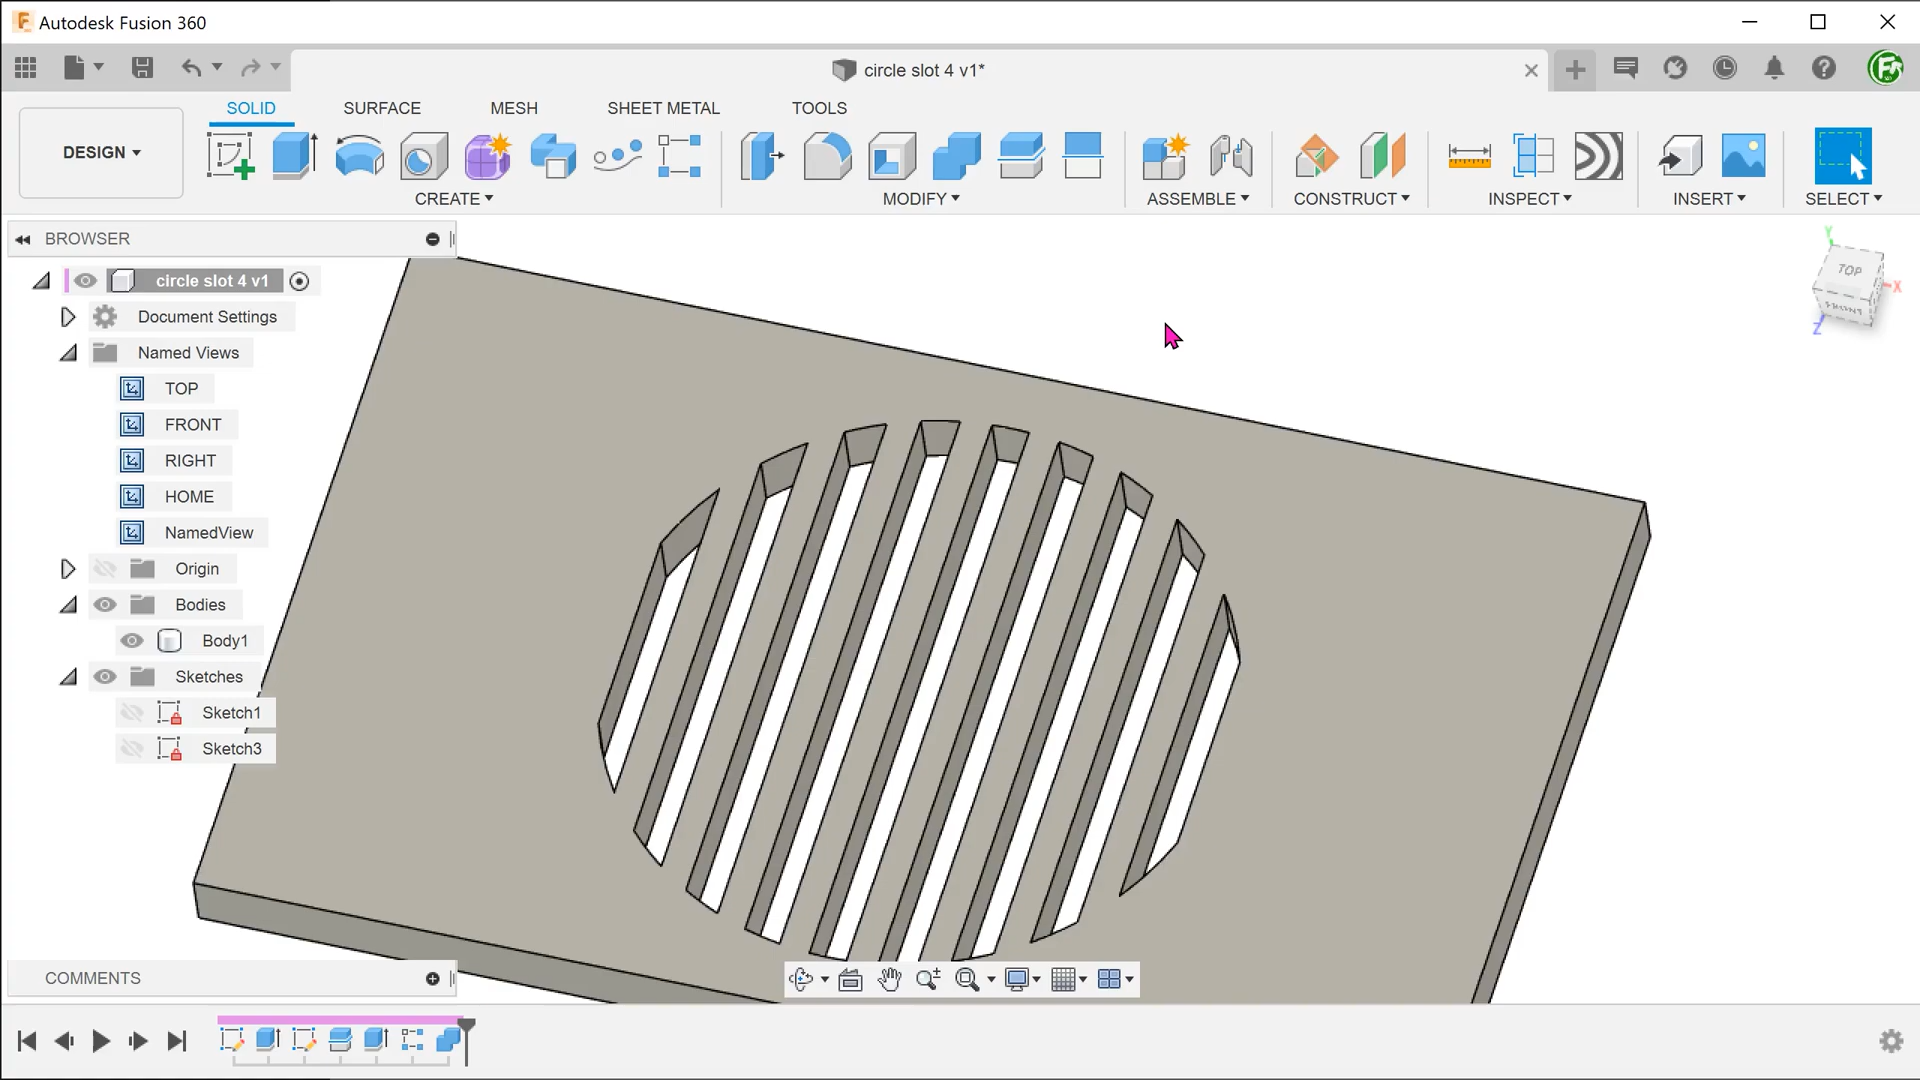 Autodesk Fusion 360
circle slot 4 v1*
SOLID SURFACE MESH SHEET METAL TOOLS
DESIGN
CREATE MODIFY ASSEMBLE CONSTRUCT INSPECT INSERT SELECT
BROWSER
circle slot 4 v1
Document Settings
Named Views
TOP
FRONT
RIGHT
HOME
NamedView
Origin
Bodies
Body1
Sketches
Sketch1
Sketch3
Y
TOP
X
FRONT
Z
COMMENTS